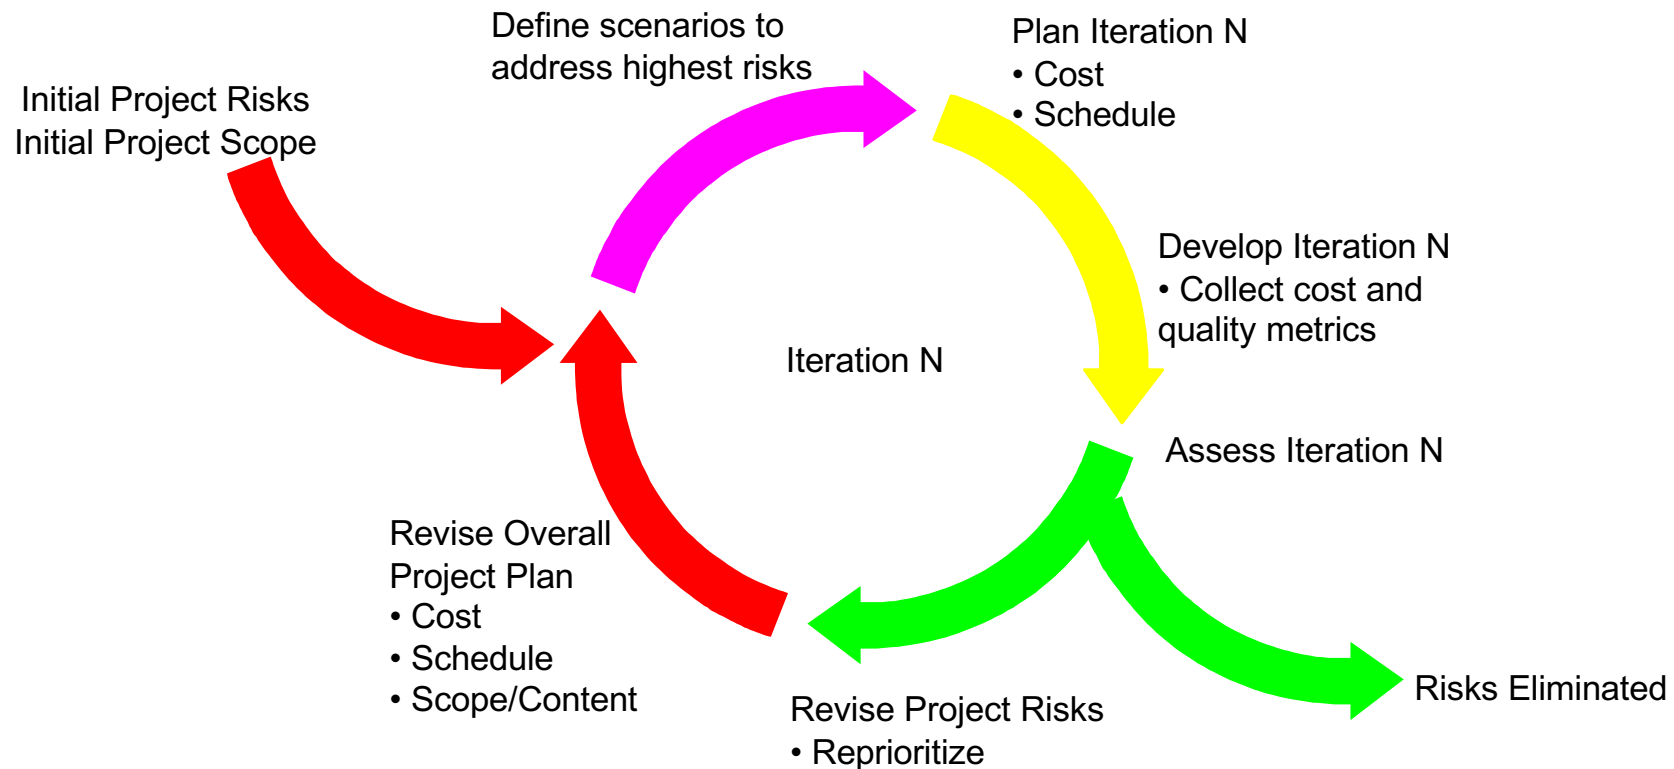 Define scenarios to
address highest risks
Plan Iteration N
• Cost
• Schedule
Initial Project Risks
Initial Project Scope
Develop Iteration N
• Collect cost and
quality metrics
Iteration N
Assess Iteration N
Revise Overall
Project Plan
• Cost
• Schedule
• Scope/Content
Risks Eliminated
Revise Project Risks
• Reprioritize